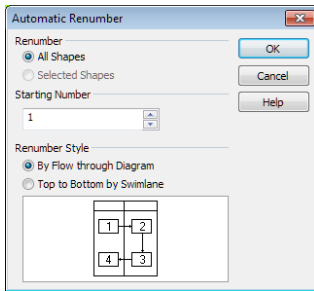 Automatic Renumber
Renumber
All Shapes
Selected Shapes
Starting Number
1
Renumber Style
By Flow through Diagram
Top to Bottom by Swimlane
1 2
4 3
OK
Cancel
Help